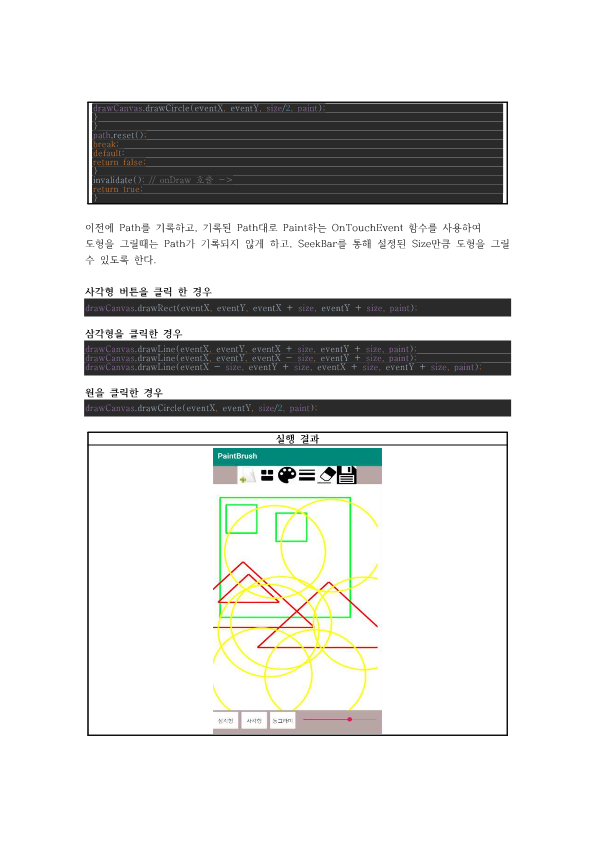 drawCanvas.drawCircle(eventX, eventY, size/2, paint);
}
}
path.reset();
break;
default:
return false;
}
invalidate(); // onDraw 호출 ->
return true;
}
이전에 Path를 기록하고, 기록된 Path대로 Paint하는 OnTouchEvent 함수를 사용하여
도형을 그릴때는 Path가 기록되지 않게 하고, SeekBar를 통해 설정된 Size만큼 도형을 그릴
수 있도록 한다.
사각형 버튼을 클릭 한 경우
drawCanvas.drawRect(eventX, eventY, eventX + size, eventY + size, paint);
삼각형을 클릭한 경우
drawCanvas.drawLine(eventX, eventY, eventX + size, eventY + size, paint);
drawCanvas.drawLine(eventX, eventY, eventX - size, eventY + size, paint);
drawCanvas.drawLine(eventX - size, eventY + size, eventX + size, eventY + size, paint);
원을 클릭한 경우
drawCanvas.drawCircle(eventX, eventY, size/2, paint);
실행 결과
PaintBrush
삼각형 사각형 동그라미